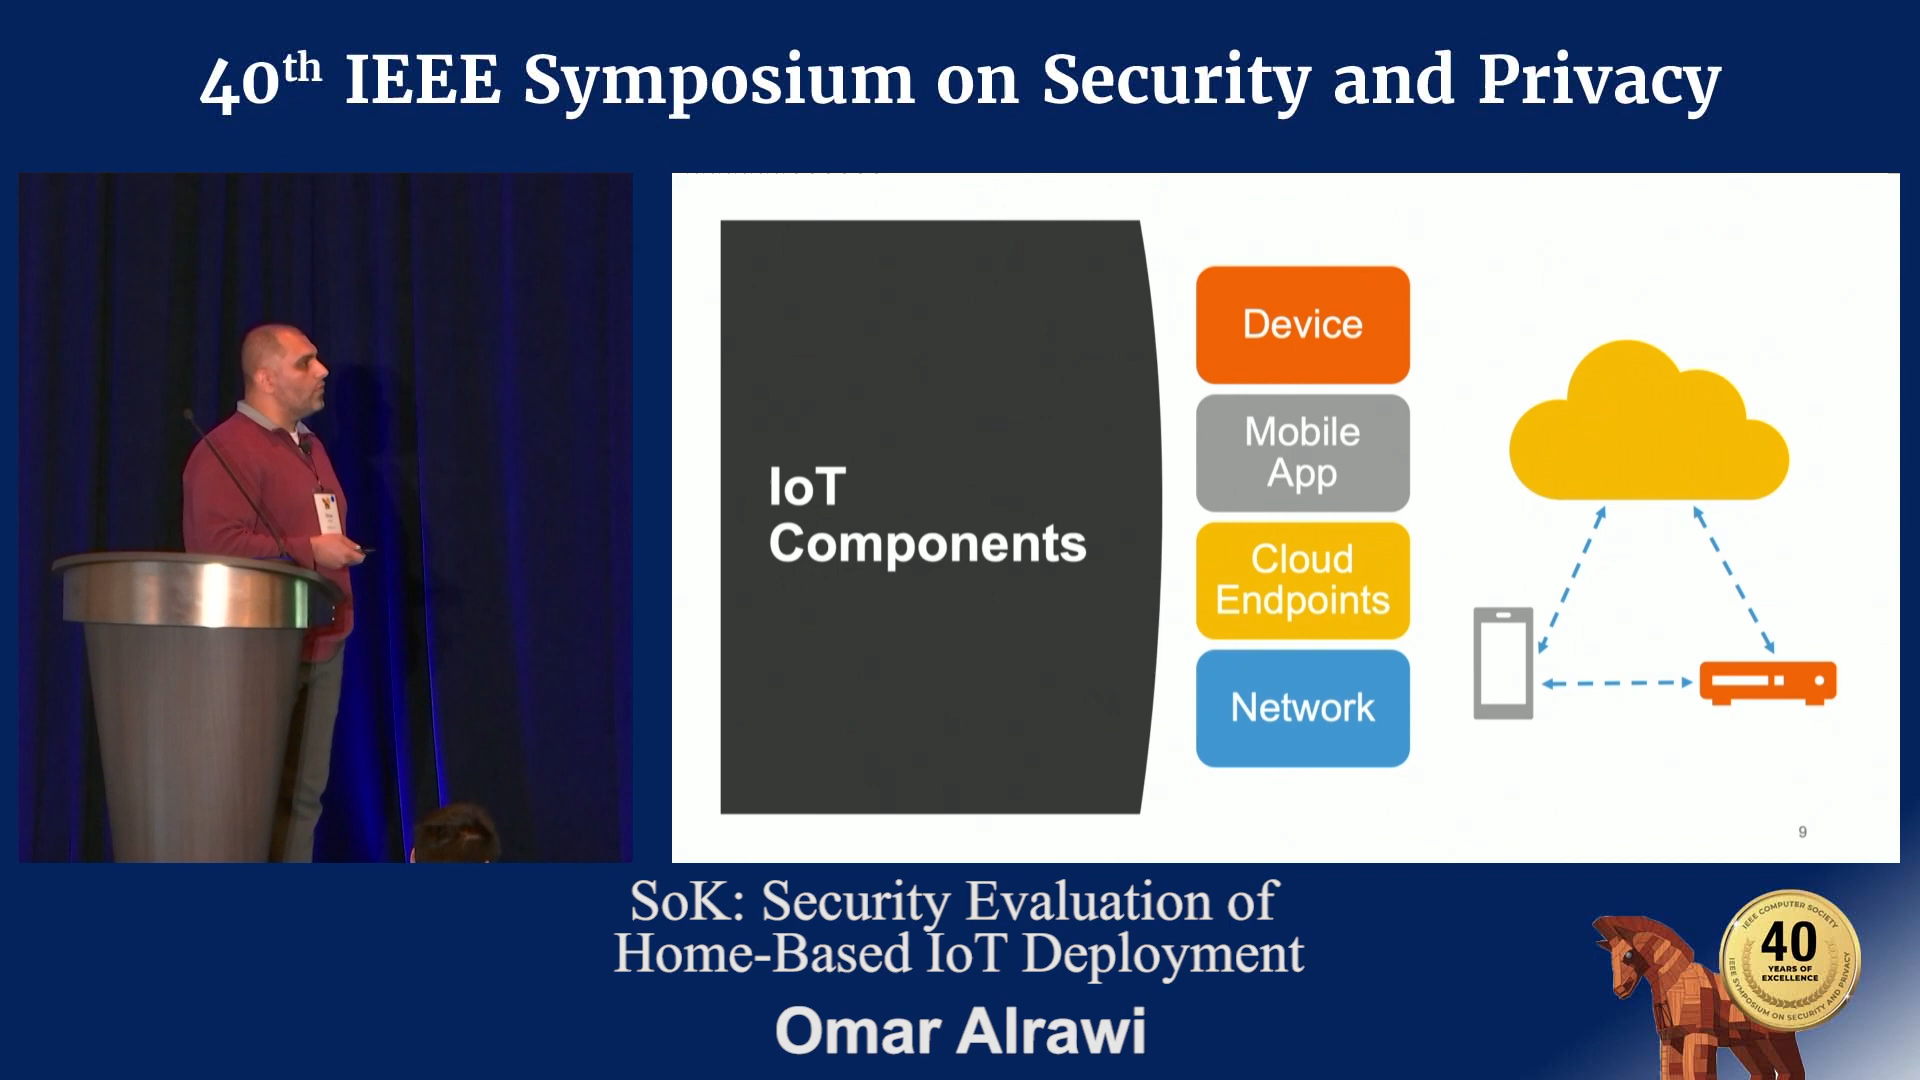 40th IEEE Symposium on Security and Privacy
IoT
Components
Device
Mobile
App
Cloud
Endpoints
Network
9
SoK: Security Evaluation of
Home-Based IoT Deployment
Omar Alrawi
IEEE COMPUTER SOCIETY
40
YEARS OF
EXCELLENCE
IEEE SYMPOSIUM ON SECURITY AND PRIVACY